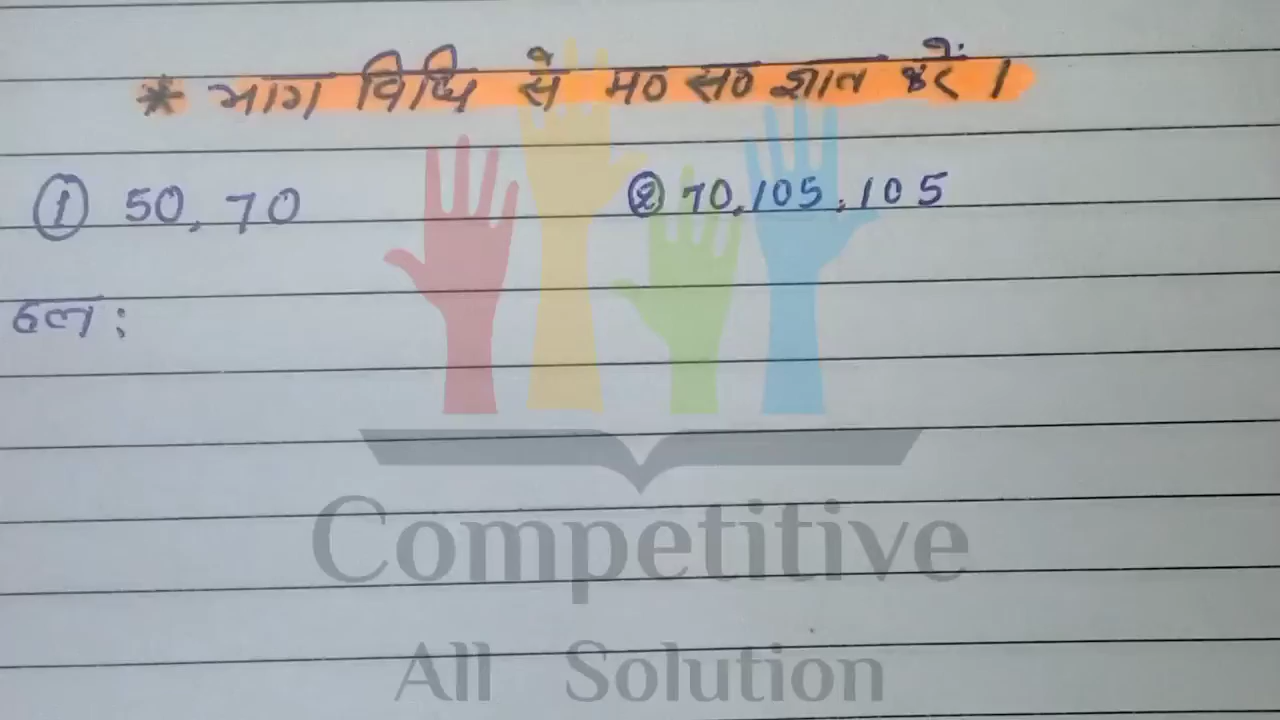 * भाग विधि से म० स० ज्ञात करें ।
① 50, 70
② 70, 105, 105
हल :
Competitive
All Solution